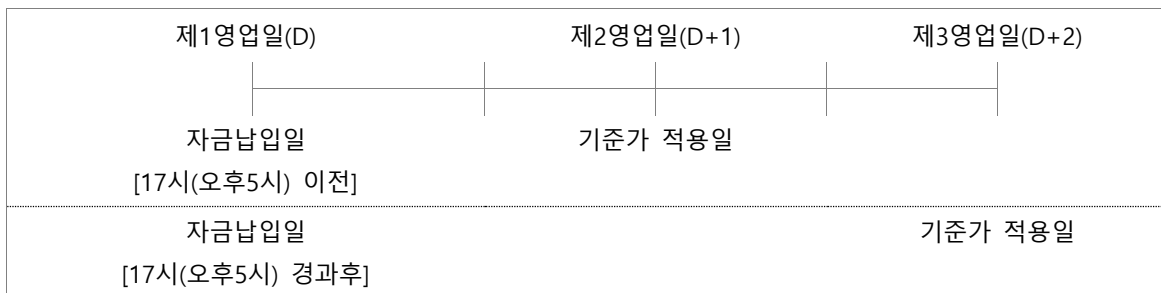 제1영업일(D) 제2영업일(D+1) 제3영업일(D+2)
자금납입일 기준가 적용일
[17시(오후5시) 이전]
자금납입일 기준가 적용일
[17시(오후5시) 경과후]